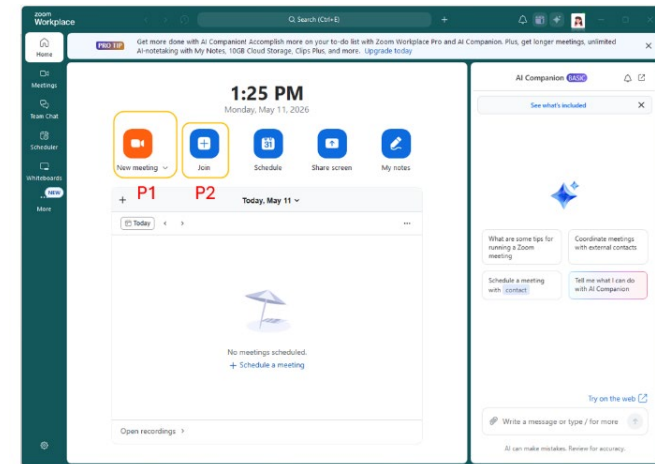 zoom
Workplace
Search (Ctrl+E)
Home
Meetings
Team Chat
Scheduler
Whiteboards
NEW
More
PRO TIP
Get more done with AI Companion! Accomplish more on your to-do list with Zoom Workplace Pro and AI Companion. Plus, get longer meetings, unlimited
AI-notetaking with My Notes, 10GB Cloud Storage, Clips Plus, and more. Upgrade today
1:25 PM
Monday, May 11, 2026
New meeting
Join
Schedule
Share screen
My notes
31
P1
P2
Today, May 11
Today
No meetings scheduled.
+ Schedule a meeting
Open recordings
AI Companion BASIC
See what's included
What are some tips for
running a Zoom
meeting
Coordinate meetings
with external contacts
Schedule a meeting
with contact
Tell me what I can do
with AI Companion
Try on the web
Write a message or type / for more
AI can make mistakes. Review for accuracy.